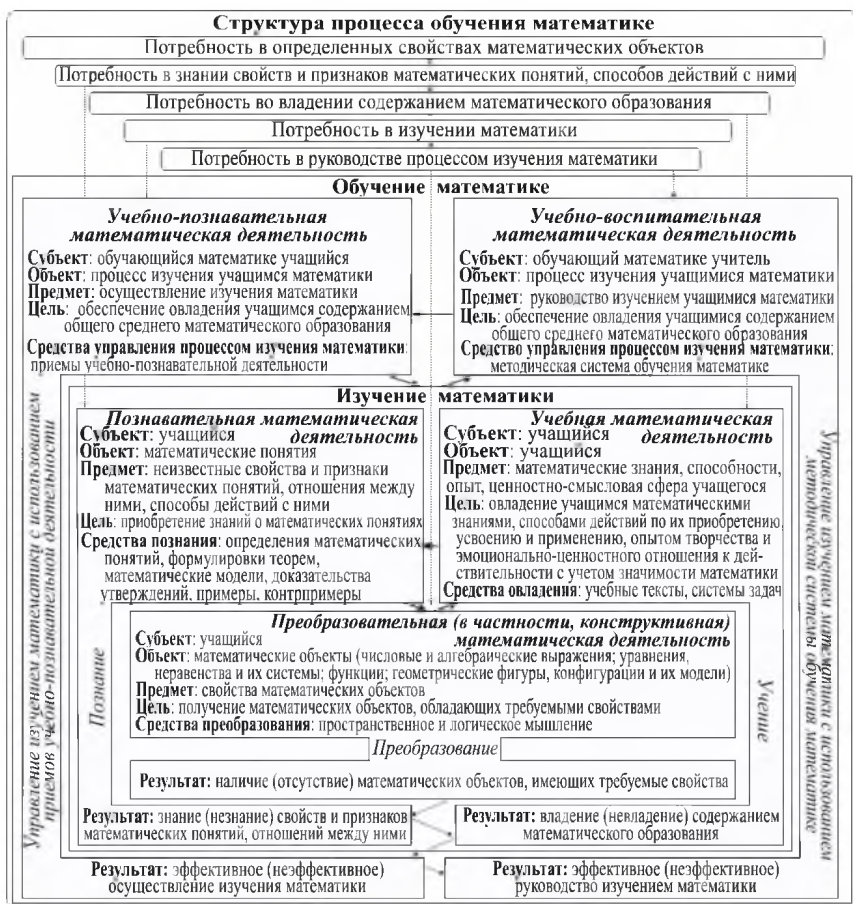 Структура процесса обучения математике
Потребность в определенных свойствах математических объектов
Потребность в знании свойств и признаков математических понятий, способов действий с ними
Потребность во владении содержанием математического образования
Потребность в изучении математики
Потребность в руководстве процессом изучения математики
Обучение математике
Учебно-познавательная
математическая деятельность
Субъект: обучающийся математике учащийся
Объект: процесс изучения учащимся математики
Предмет: осуществление изучения математики
Цель: обеспечение овладения учащимся содержанием
общего среднего математического образования
Средства управления процессом изучения математики:
приемы учебно-познавательной деятельности
Учебно-воспитательная
математическая деятельность
Субъект: обучающий математике учитель
Объект: процесс изучения учащимися математики
Предмет: руководство изучением учащимися математики
Цель: обеспечение овладения учащимися содержанием
общего среднего математического образования
Средство управления процессом изучения математики:
методическая система обучения математике
Управление изучением математики с использованием
приемов учебно-познавательной деятельности
Изучение математики
Познавательная математическая
деятельность
Субъект: учащийся
Объект: математические понятия
Предмет: неизвестные свойства и признаки
математических понятий, отношения между
ними, способы действий с ними
Цель: приобретение знаний о математических понятиях
Средства познания: определения математических
понятий, формулировки теорем,
математические модели, доказательства
утверждений, примеры, контрпримеры
Учебная математическая
деятельность
Субъект: учащийся
Объект: учащийся
Предмет: математические знания, способности,
опыт, ценностно-смысловая сфера учащегося
Цель: овладение учащимся математическими
знаниями, способами действий по их приобретению,
усвоению и применению, опытом творчества и
эмоционально-ценностного отношения к дей-
ствительности с учетом значимости математики
Средства овладения: учебные тексты, системы задач
Управление изучением математики с использованием
методической системы обучения математике
Познание
Преобразовательная (в частности, конструктивная)
математическая деятельность
Субъект: учащийся
Объект: математические объекты (числовые и алгебраические выражения; уравнения,
неравенства и их системы; функции; геометрические фигуры, конфигурации и их модели)
Предмет: свойства математических объектов
Цель: получение математических объектов, обладающих требуемыми свойствами
Средства преобразования: пространственное и логическое мышление
Учение
Преобразование
Результат: наличие (отсутствие) математических объектов, имеющих требуемые свойства
Результат: знание (незнание) свойств и признаков
математических понятий, отношений между ними
Результат: владение (невладение) содержанием
математического образования
Результат: эффективное (неэффективное)
осуществление изучения математики
Результат: эффективное (неэффективное)
руководство изучением математики